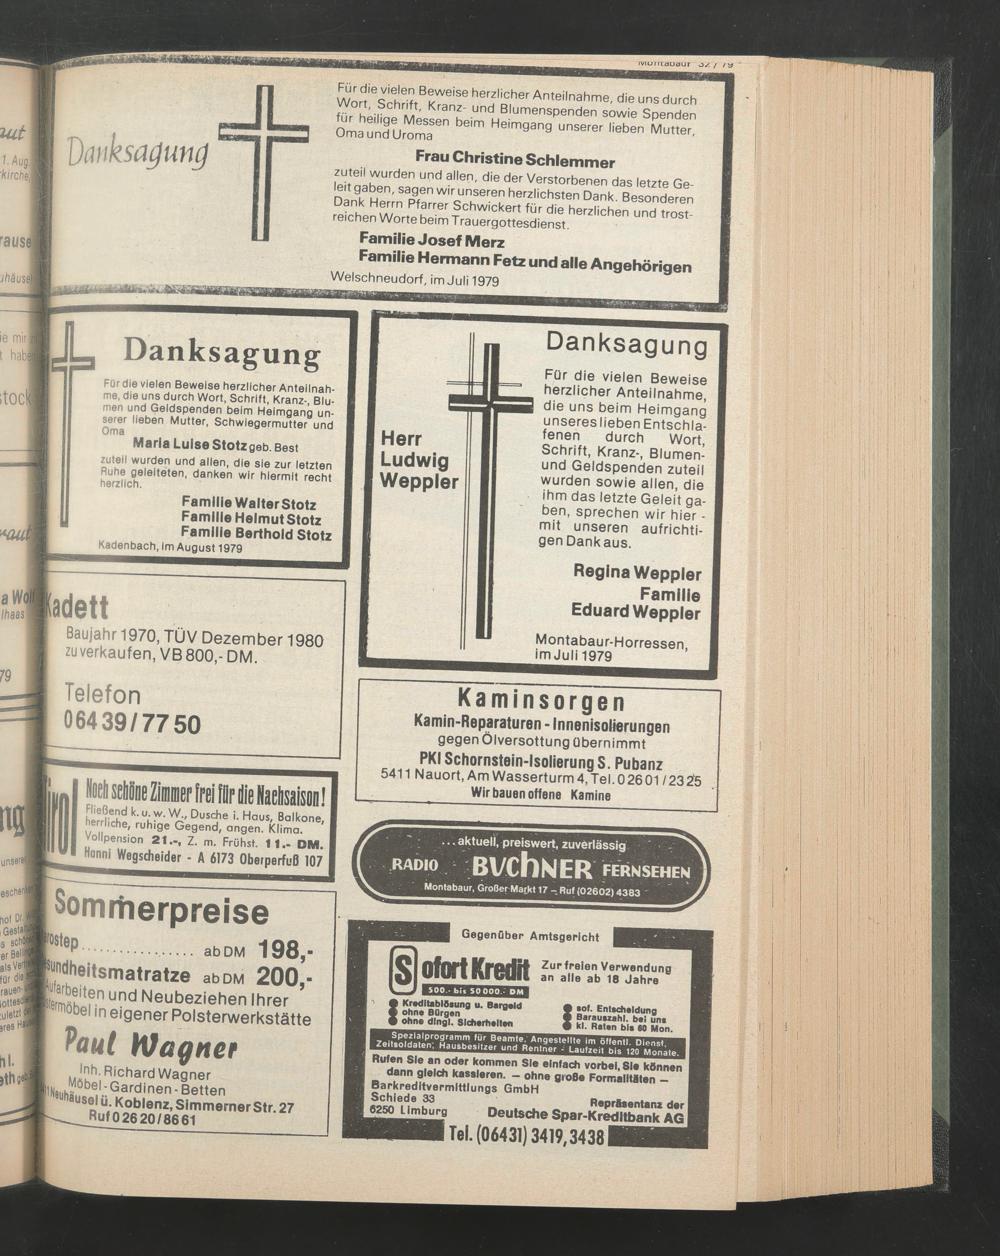 Montabaur 32 / 79
Danksagung
Für die vielen Beweise herzlicher Anteilnahme, die uns durch
Wort, Schrift, Kranz- und Blumenspenden sowie Spenden
für heilige Messen beim Heimgang unserer lieben Mutter,
Oma und Uroma
Frau Christine Schlemmer
zuteil wurden und allen, die der Verstorbenen das letzte Ge-
leit gaben, sagen wir unseren herzlichsten Dank. Besonderen
Dank Herrn Pfarrer Schwickert für die herzlichen und trost-
reichen Worte beim Trauergottesdienst.
Familie Josef Merz
Familie Hermann Fetz und alle Angehörigen
Welschneudorf, im Juli 1979
Danksagung
Für die vielen Beweise herzlicher Anteilnah-
me, die uns durch Wort, Schrift, Kranz-, Blu-
men und Geldspenden beim Heimgang un-
serer lieben Mutter, Schwiegermutter und
Oma
Maria Luise Stotz geb. Best
zuteil wurden und allen, die sie zur letzten
Ruhe geleiteten, danken wir hiermit recht
herzlich.
Familie Walter Stotz
Familie Helmut Stotz
Familie Berthold Stotz
Kadenbach, im August 1979
Danksagung
Herr
Ludwig
Weppler
Für die vielen Beweise
herzlicher Anteilnahme,
die uns beim Heimgang
unseres lieben Entschla-
fenen durch Wort,
Schrift, Kranz-, Blumen-
und Geldspenden zuteil
wurden sowie allen, die
ihm das letzte Geleit ga-
ben, sprechen wir hier -
mit unseren aufrichti-
gen Dank aus.
Regina Weppler
Familie
Eduard Weppler
Montabaur-Horressen,
im Juli 1979
Kadett
Baujahr 1970, TÜV Dezember 1980
zu verkaufen, VB 800,- DM.
Telefon
0 64 39 / 77 50
Kaminsorgen
Kamin-Reparaturen - Innenisolierungen
gegen Ölversottung übernimmt
PKI Schornstein-Isolierung S. Pubanz
5411 Nauort, Am Wasserturm 4, Tel. 0 26 01 / 23 25
Wir bauen offene Kamine
Tirol
Noch schöne Zimmer frei für die Nachsaison!
Fließend k. u. w. W., Dusche i. Haus, Balkone,
herrliche, ruhige Gegend, angen. Klima.
Vollpension 21.-, Z. m. Frühst. 11.- DM.
Hanni Wegscheider - A 6173 Oberperfuß 107
... aktuell, preiswert, zuverlässig
RADIO BUCHNER FERNSEHEN
Montabaur, Großer Markt 17 – Ruf (02602) 4383
Sommerpreise
rostep .............. ab DM 198,-
sundheitsmatratze ab DM 200,-
Aufarbeiten und Neubeziehen Ihrer
stermöbel in eigener Polsterwerkstätte
Paul Wagner
Inh. Richard Wagner
Möbel - Gardinen - Betten
Neuhäusel ü. Koblenz, Simmerner Str. 27
Ruf 0 26 20 / 86 61
Gegenüber Amtsgericht
Sofort Kredit
500.- bis 50 000.- DM
Zur freien Verwendung
an alle ab 18 Jahre
Kreditablösung u. Bargeld
ohne Bürgen
ohne dingl. Sicherheiten
sof. Entscheidung
Barauszahl. bei uns
kl. Raten bis 60 Mon.
Spezialprogramm für Beamte, Angestellte im öffentl. Dienst,
Zeitsoldaten, Hausbesitzer und Rentner - Laufzeit bis 120 Monate.
Rufen Sie an oder kommen Sie einfach vorbei, Sie können
dann gleich kassieren. — ohne große Formalitäten —
Barkreditvermittlungs GmbH
Schiede 33
6250 Limburg
Repräsentanz der
Deutsche Spar-Kreditbank AG
Tel. (06431) 3419, 3438